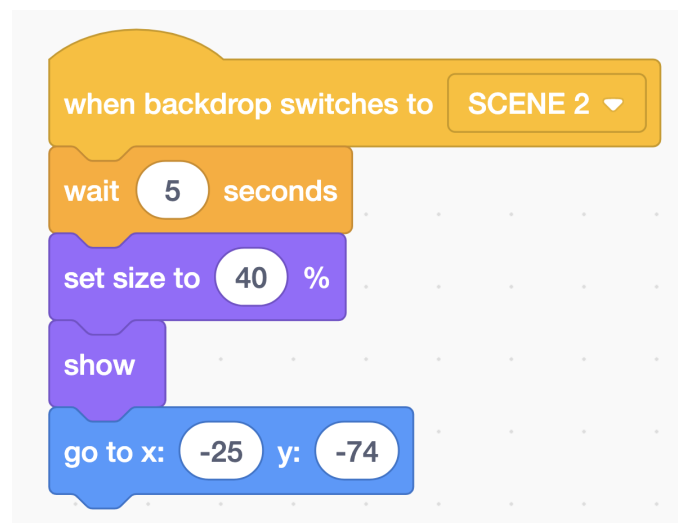 when backdrop switches to SCENE 2
wait 5 seconds
set size to 40 %
show
go to x: -25 y: -74